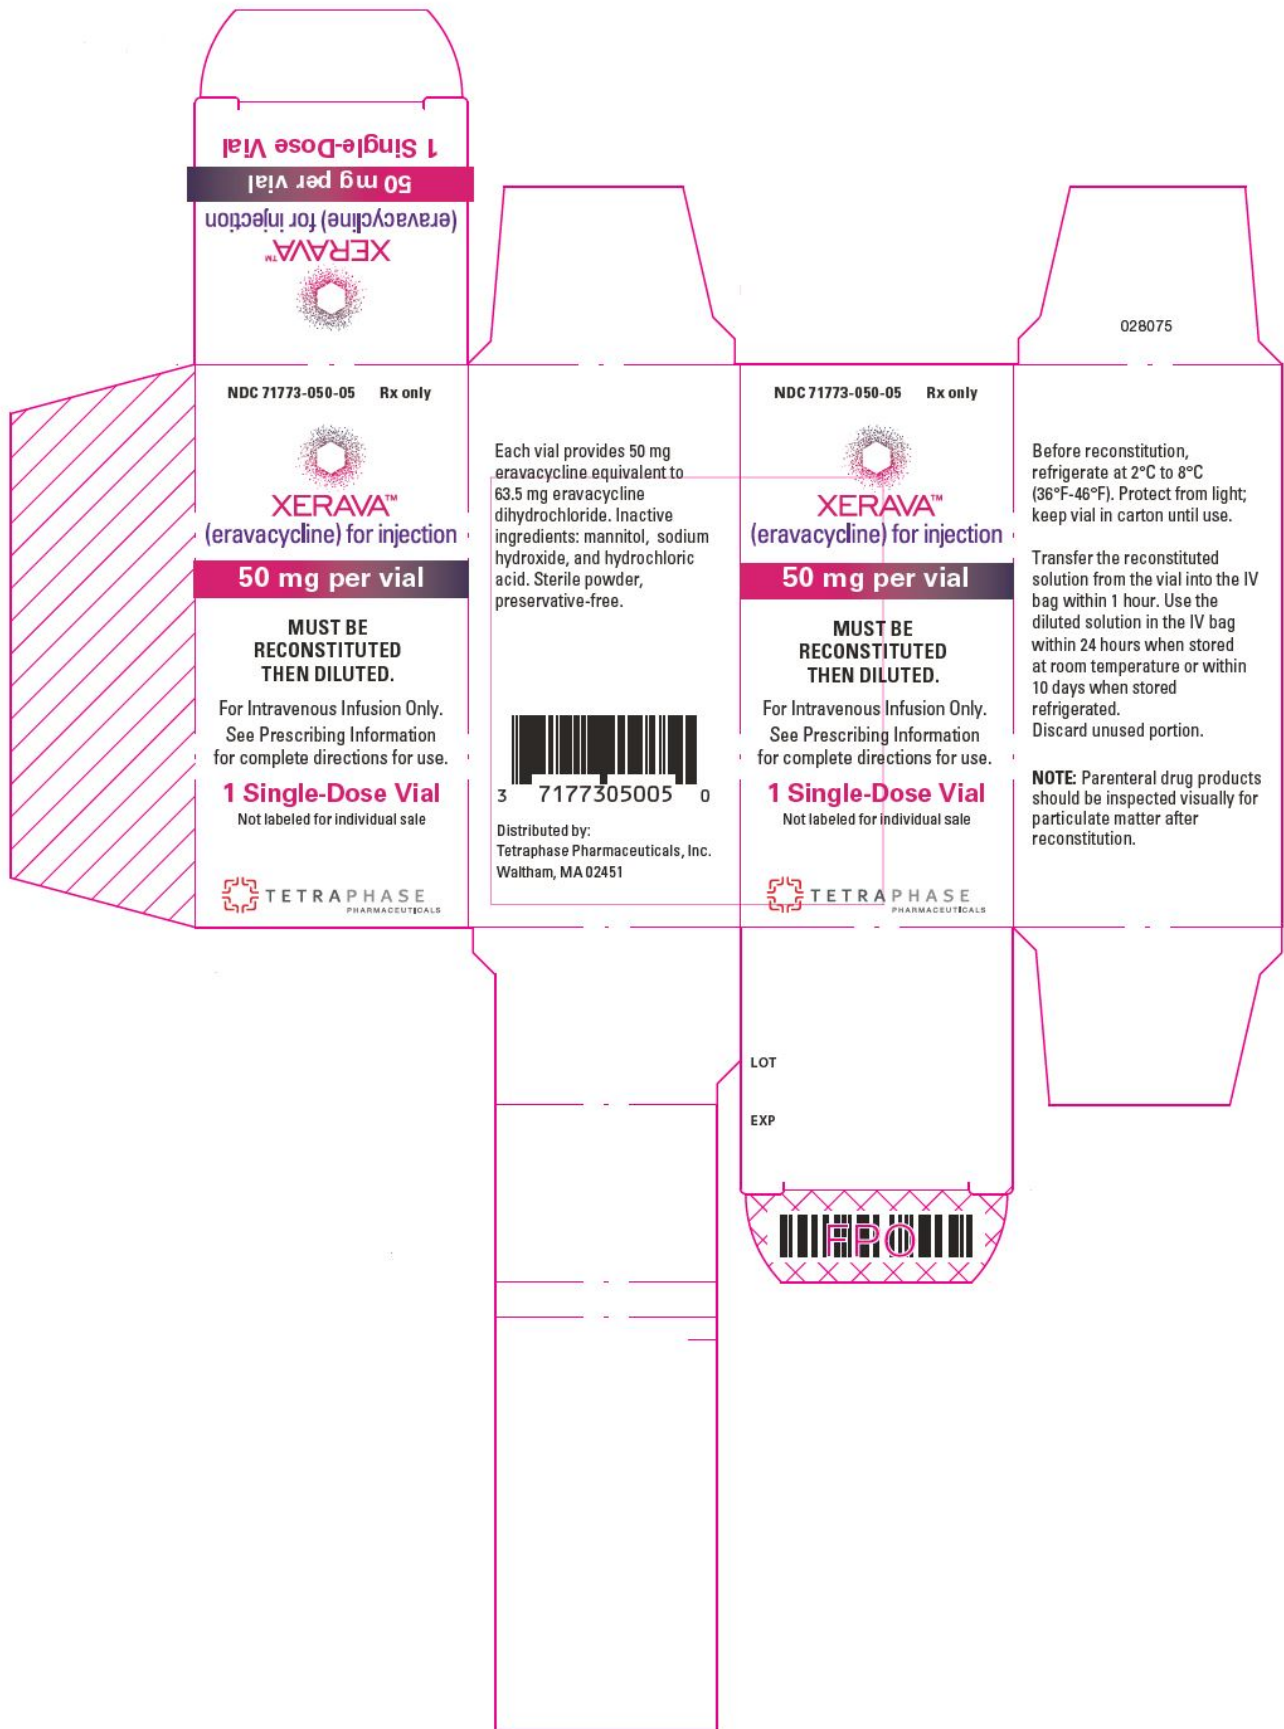 1 Single-Dose Vial
50 mg per vial
(eravacycline) for injection
XERAVA™
028075
NDC 71773-050-05 Rx only
XERAVA™
(eravacycline) for injection
50 mg per vial
MUST BE
RECONSTITUTED
THEN DILUTED.
For Intravenous Infusion Only.
See Prescribing Information
for complete directions for use.
1 Single-Dose Vial
Not labeled for individual sale
TETRAPHASE
PHARMACEUTICALS
Each vial provides 50 mg
eravacycline equivalent to
63.5 mg eravacycline
dihydrochloride. Inactive
ingredients: mannitol, sodium
hydroxide, and hydrochloric
acid. Sterile powder,
preservative-free.
3 7177305005 0
Distributed by:
Tetraphase Pharmaceuticals, Inc.
Waltham, MA 02451
NDC 71773-050-05 Rx only
XERAVA™
(eravacycline) for injection
50 mg per vial
MUST BE
RECONSTITUTED
THEN DILUTED.
For Intravenous Infusion Only.
See Prescribing Information
for complete directions for use.
1 Single-Dose Vial
Not labeled for individual sale
TETRAPHASE
PHARMACEUTICALS
Before reconstitution,
refrigerate at 2°C to 8°C
(36°F-46°F). Protect from light;
keep vial in carton until use.
Transfer the reconstituted
solution from the vial into the IV
bag within 1 hour. Use the
diluted solution in the IV bag
within 24 hours when stored
at room temperature or within
10 days when stored
refrigerated.
Discard unused portion.
NOTE: Parenteral drug products
should be inspected visually for
particulate matter after
reconstitution.
LOT
EXP
FPO